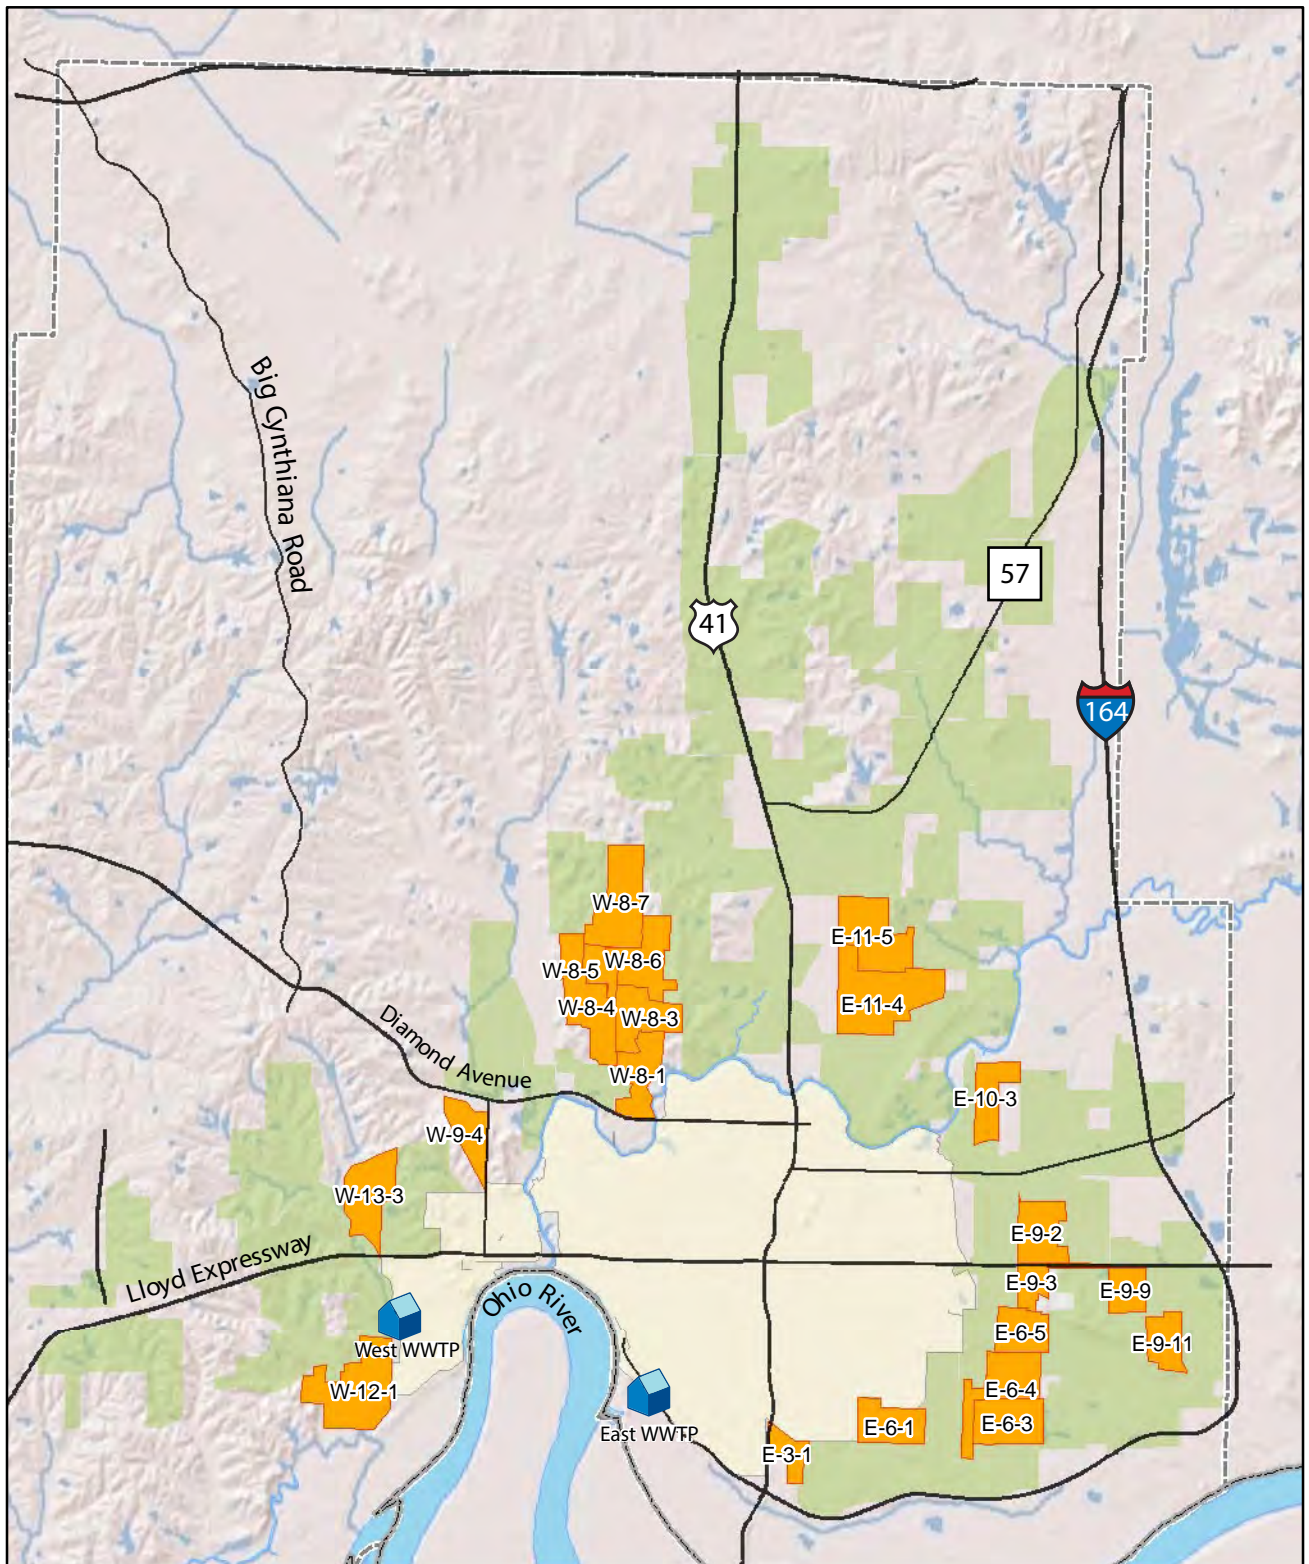 Big Cynthiana Road
57
41
164
W-8-7
E-11-5
W-8-6
W-8-5
E-11-4
W-8-4
W-8-3
Diamond Avenue
W-8-1
E-10-3
W-9-4
W-13-3
E-9-2
Lloyd Expressway
E-9-3
E-9-9
Ohio River
E-6-5
E-9-11
West WWTP
W-12-1
E-6-4
E-6-1
E-6-3
East WWTP
E-3-1